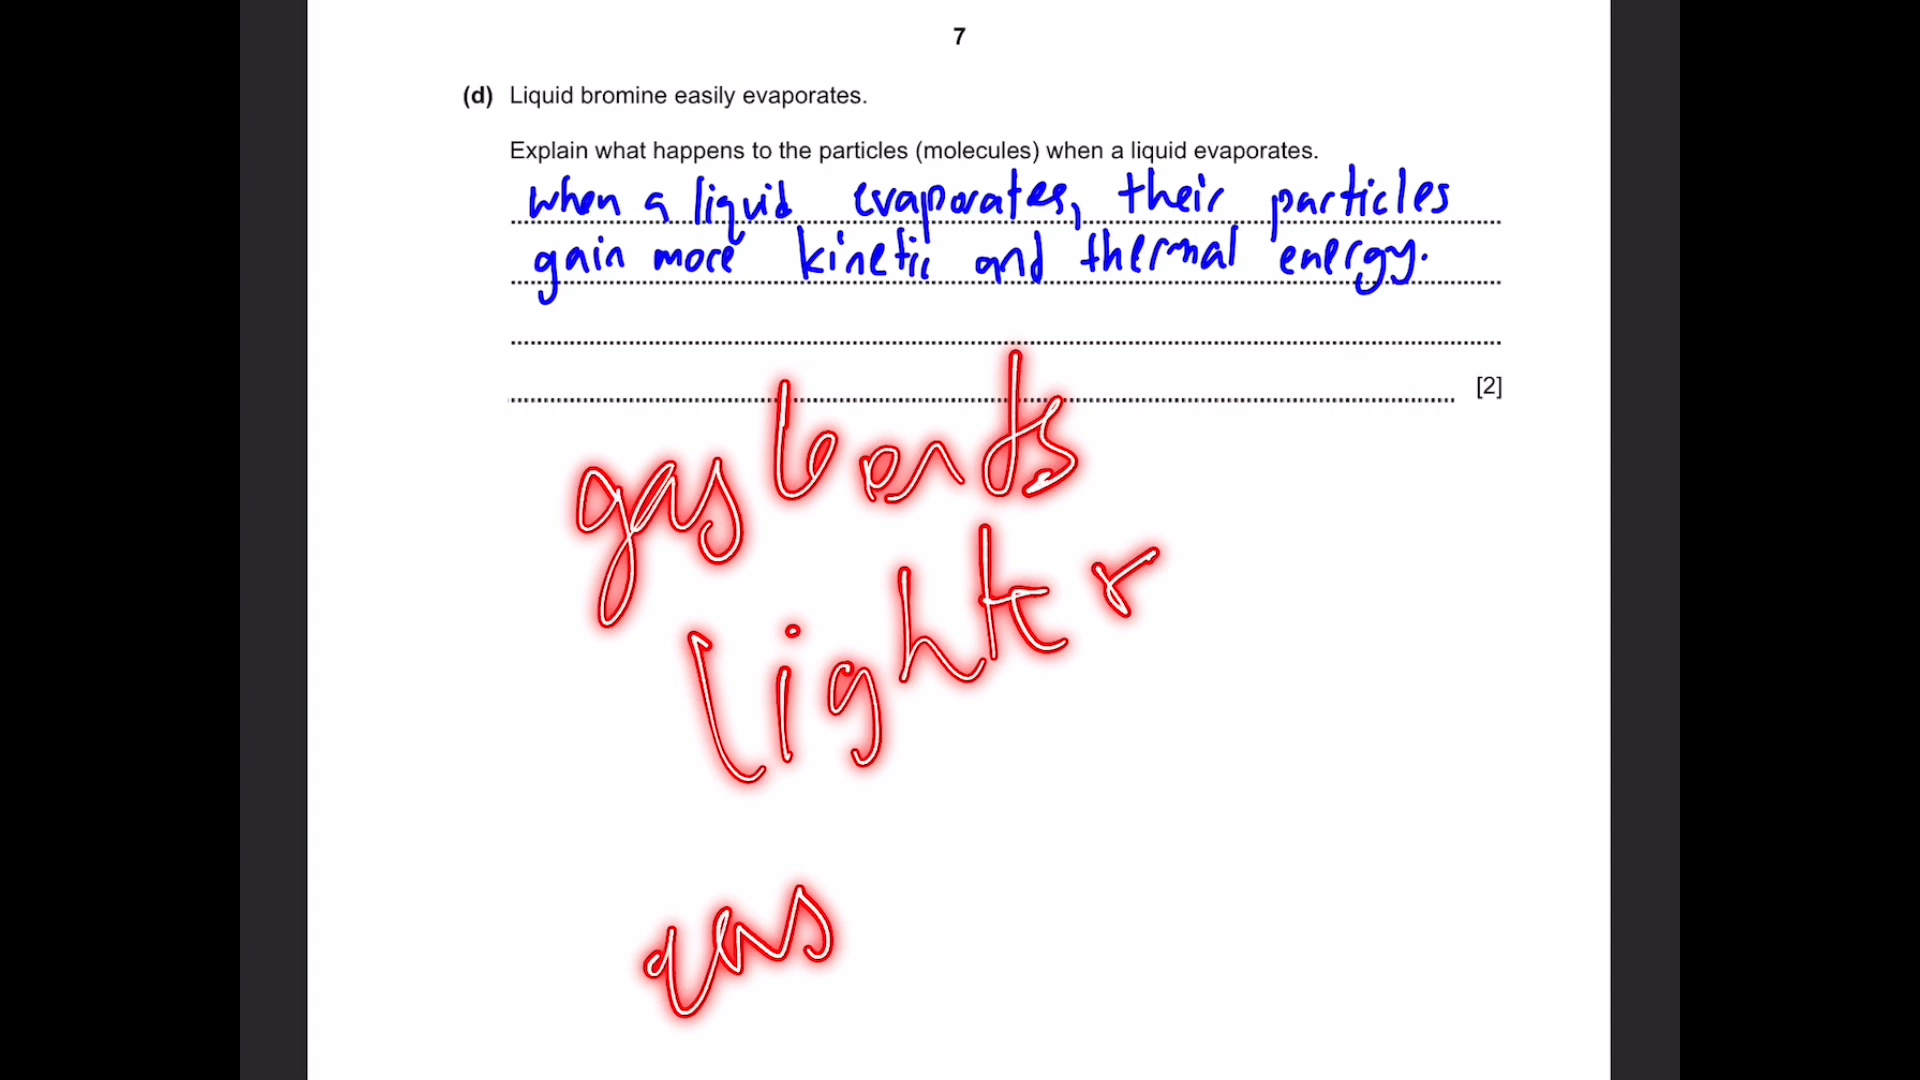 7
(d) Liquid bromine easily evaporates.
Explain what happens to the particles (molecules) when a liquid evaporates.
when a liquid evaporates, their particles
gain more kinetic and thermal energy.
[2]
gas bonds
lighter
gas